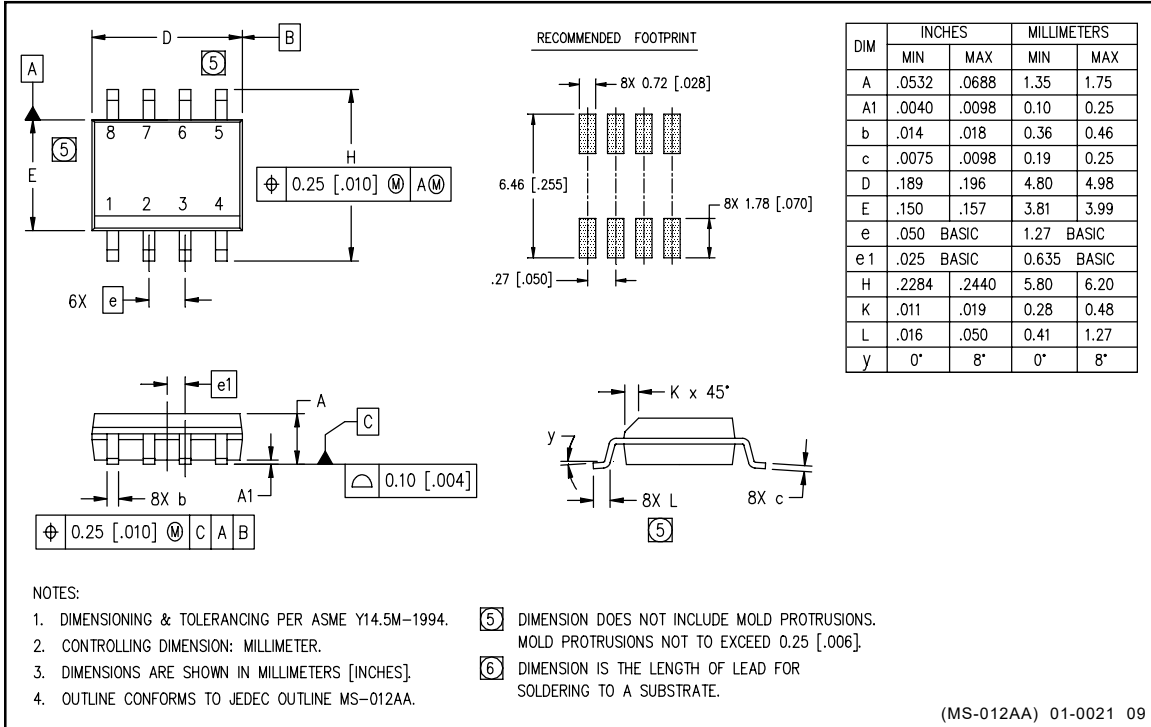 D
B
A
5
8 7 6 5
5
E
H
⌖ 0.25 [.010] Ⓜ AⓂ
1 2 3 4
6X e
RECOMMENDED FOOTPRINT
8X 0.72 [.028]
6.46 [.255]
8X 1.78 [.070]
.27 [.050]
DIM INCHES MILLIMETERS
MIN MAX MIN MAX
A .0532 .0688 1.35 1.75
A1 .0040 .0098 0.10 0.25
b .014 .018 0.36 0.46
c .0075 .0098 0.19 0.25
D .189 .196 4.80 4.98
E .150 .157 3.81 3.99
e .050 BASIC 1.27 BASIC
e1 .025 BASIC 0.635 BASIC
H .2284 .2440 5.80 6.20
K .011 .019 0.28 0.48
L .016 .050 0.41 1.27
y 0° 8° 0° 8°
e1
A
C
⌓ 0.10 [.004]
8X b
A1
⌖ 0.25 [.010] Ⓜ C A B
K x 45°
y
8X L
8X c
5
NOTES:
1. DIMENSIONING & TOLERANCING PER ASME Y14.5M-1994.
2. CONTROLLING DIMENSION: MILLIMETER.
3. DIMENSIONS ARE SHOWN IN MILLIMETERS [INCHES].
4. OUTLINE CONFORMS TO JEDEC OUTLINE MS-012AA.
5 DIMENSION DOES NOT INCLUDE MOLD PROTRUSIONS.
MOLD PROTRUSIONS NOT TO EXCEED 0.25 [.006].
6 DIMENSION IS THE LENGTH OF LEAD FOR
SOLDERING TO A SUBSTRATE.
(MS-012AA) 01-0021 09